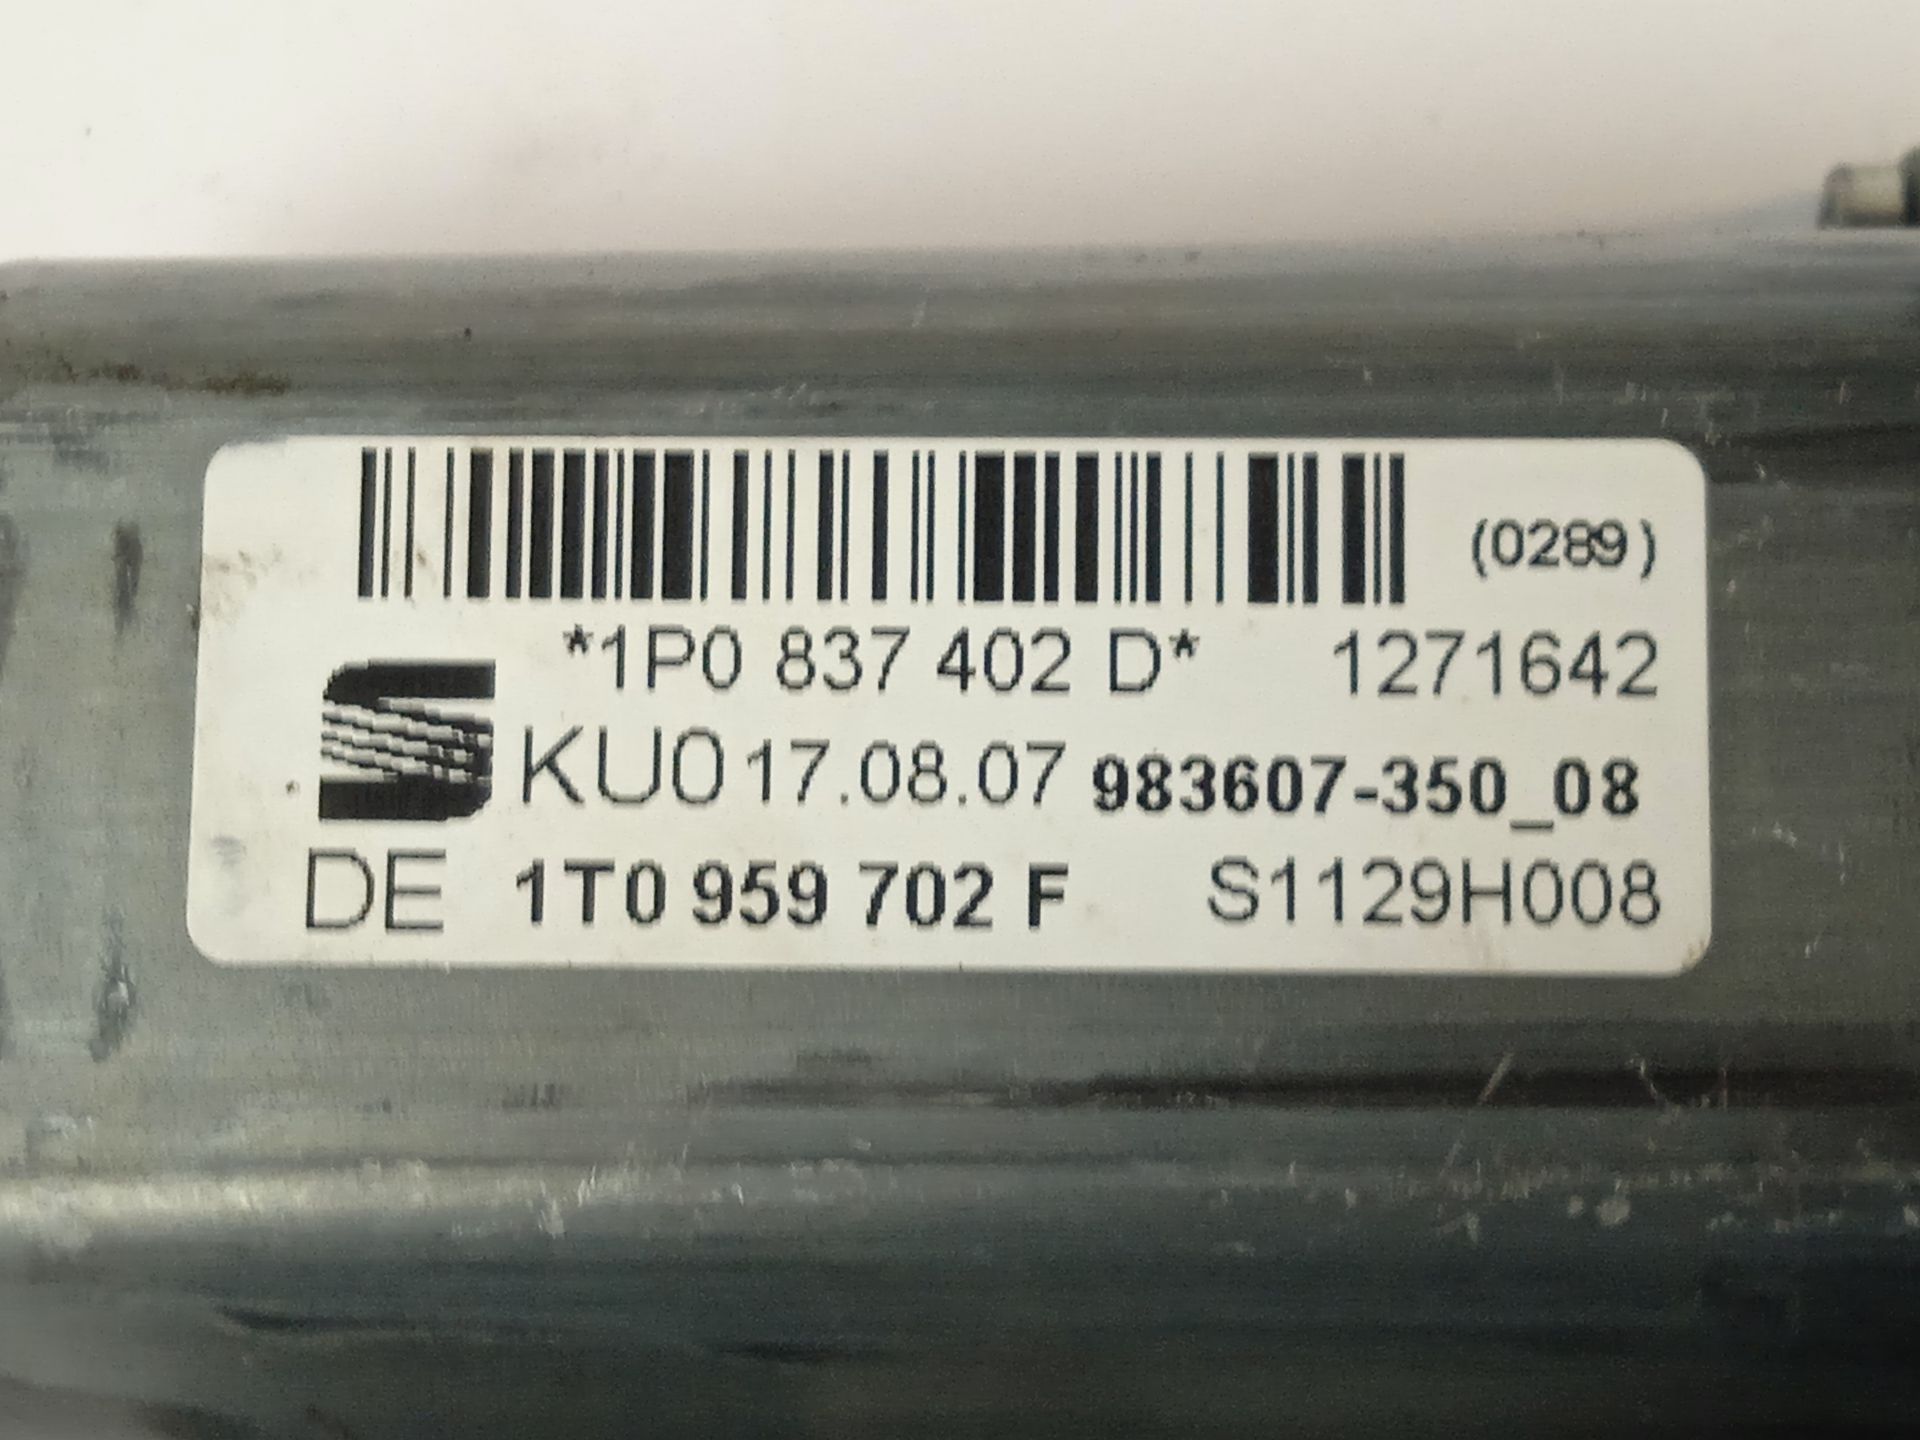 (0289)
*1P0 837 402 D* 1271642
KU0 17.08.07 983607-350_08
DE 1T0 959 702 F S1129H008